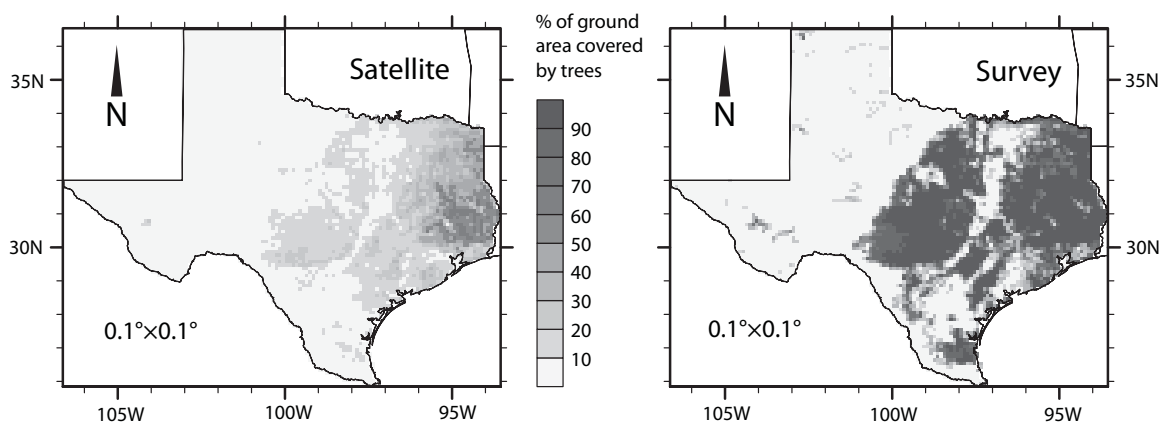 % of ground
area covered
by trees
35N
30N
N
Satellite
0.1°×0.1°
105W
100W
95W
90
80
70
60
50
40
30
20
10
N
Survey
0.1°×0.1°
35N
30N
105W
100W
95W